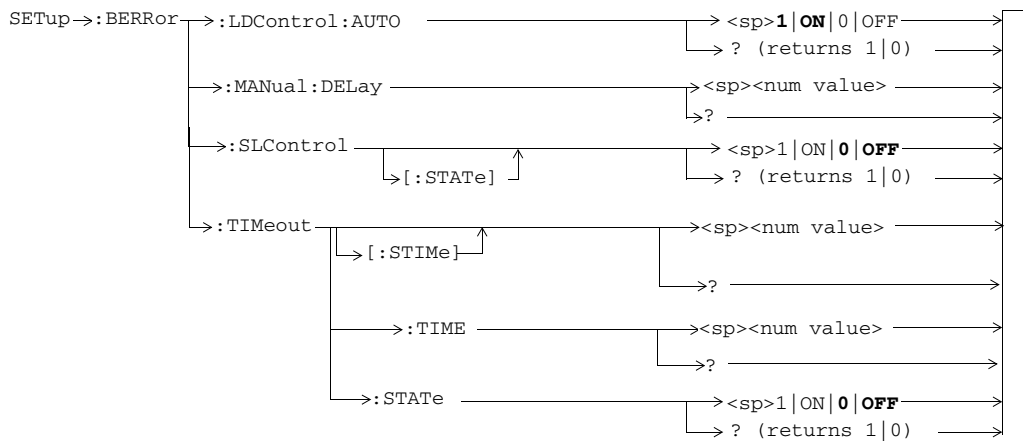 SETup :BERRor :LDControl:AUTO <sp>1|ON|0|OFF
? (returns 1|0)
:MANual:DELay <sp><num value>
?
:SLControl <sp>1|ON|0|OFF
[:STATe] ? (returns 1|0)
:TIMeout <sp><num value>
[:STIMe]
?
:TIME <sp><num value>
?
:STATe <sp>1|ON|0|OFF
? (returns 1|0)